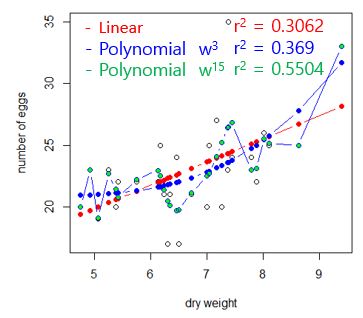 - Linear r² = 0.3062
- Polynomial w³ r² = 0.369
- Polynomial w¹⁵ r² = 0.5504
number of eggs
35
30
25
20
5 6 7 8 9
dry weight